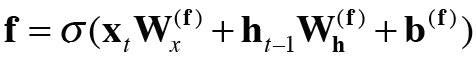 f = σ(x_t W_x^(f) + h_{t−1} W_h^(f) + b^(f))